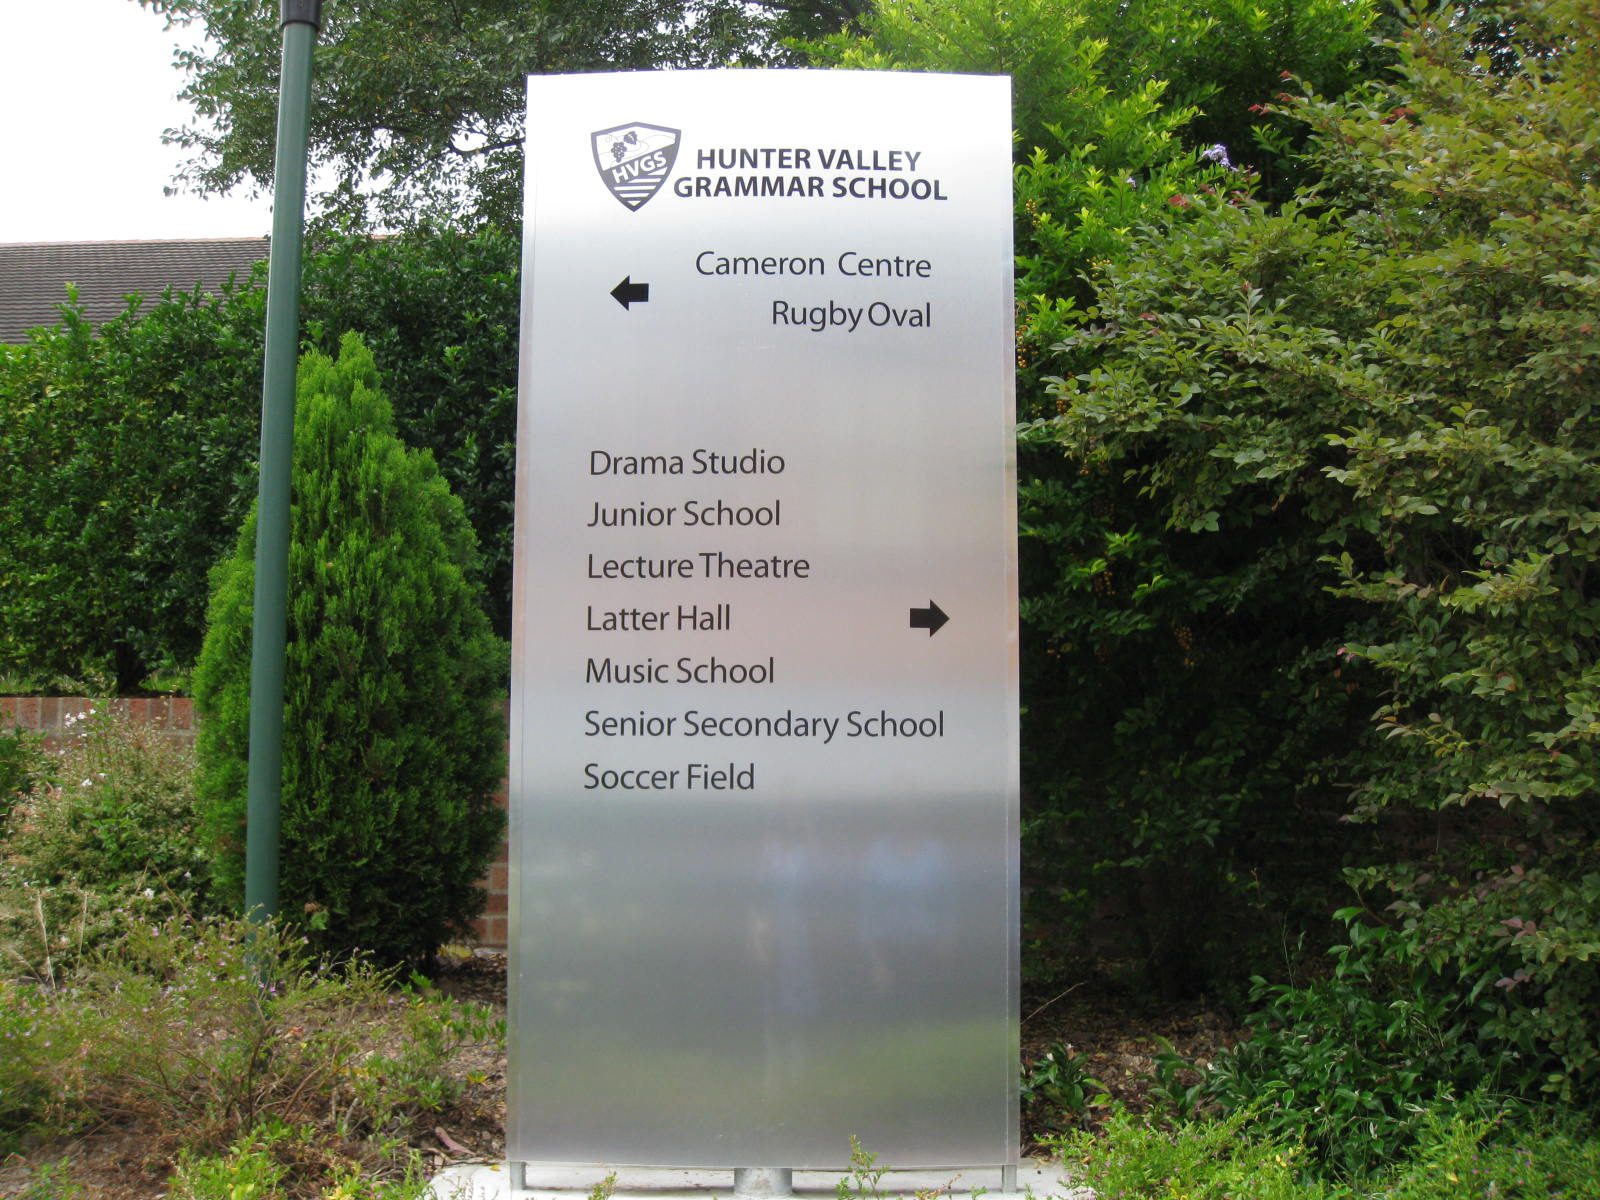 HVGS
HUNTER VALLEY
GRAMMAR SCHOOL
Cameron Centre
Rugby Oval
Drama Studio
Junior School
Lecture Theatre
Latter Hall
Music School
Senior Secondary School
Soccer Field